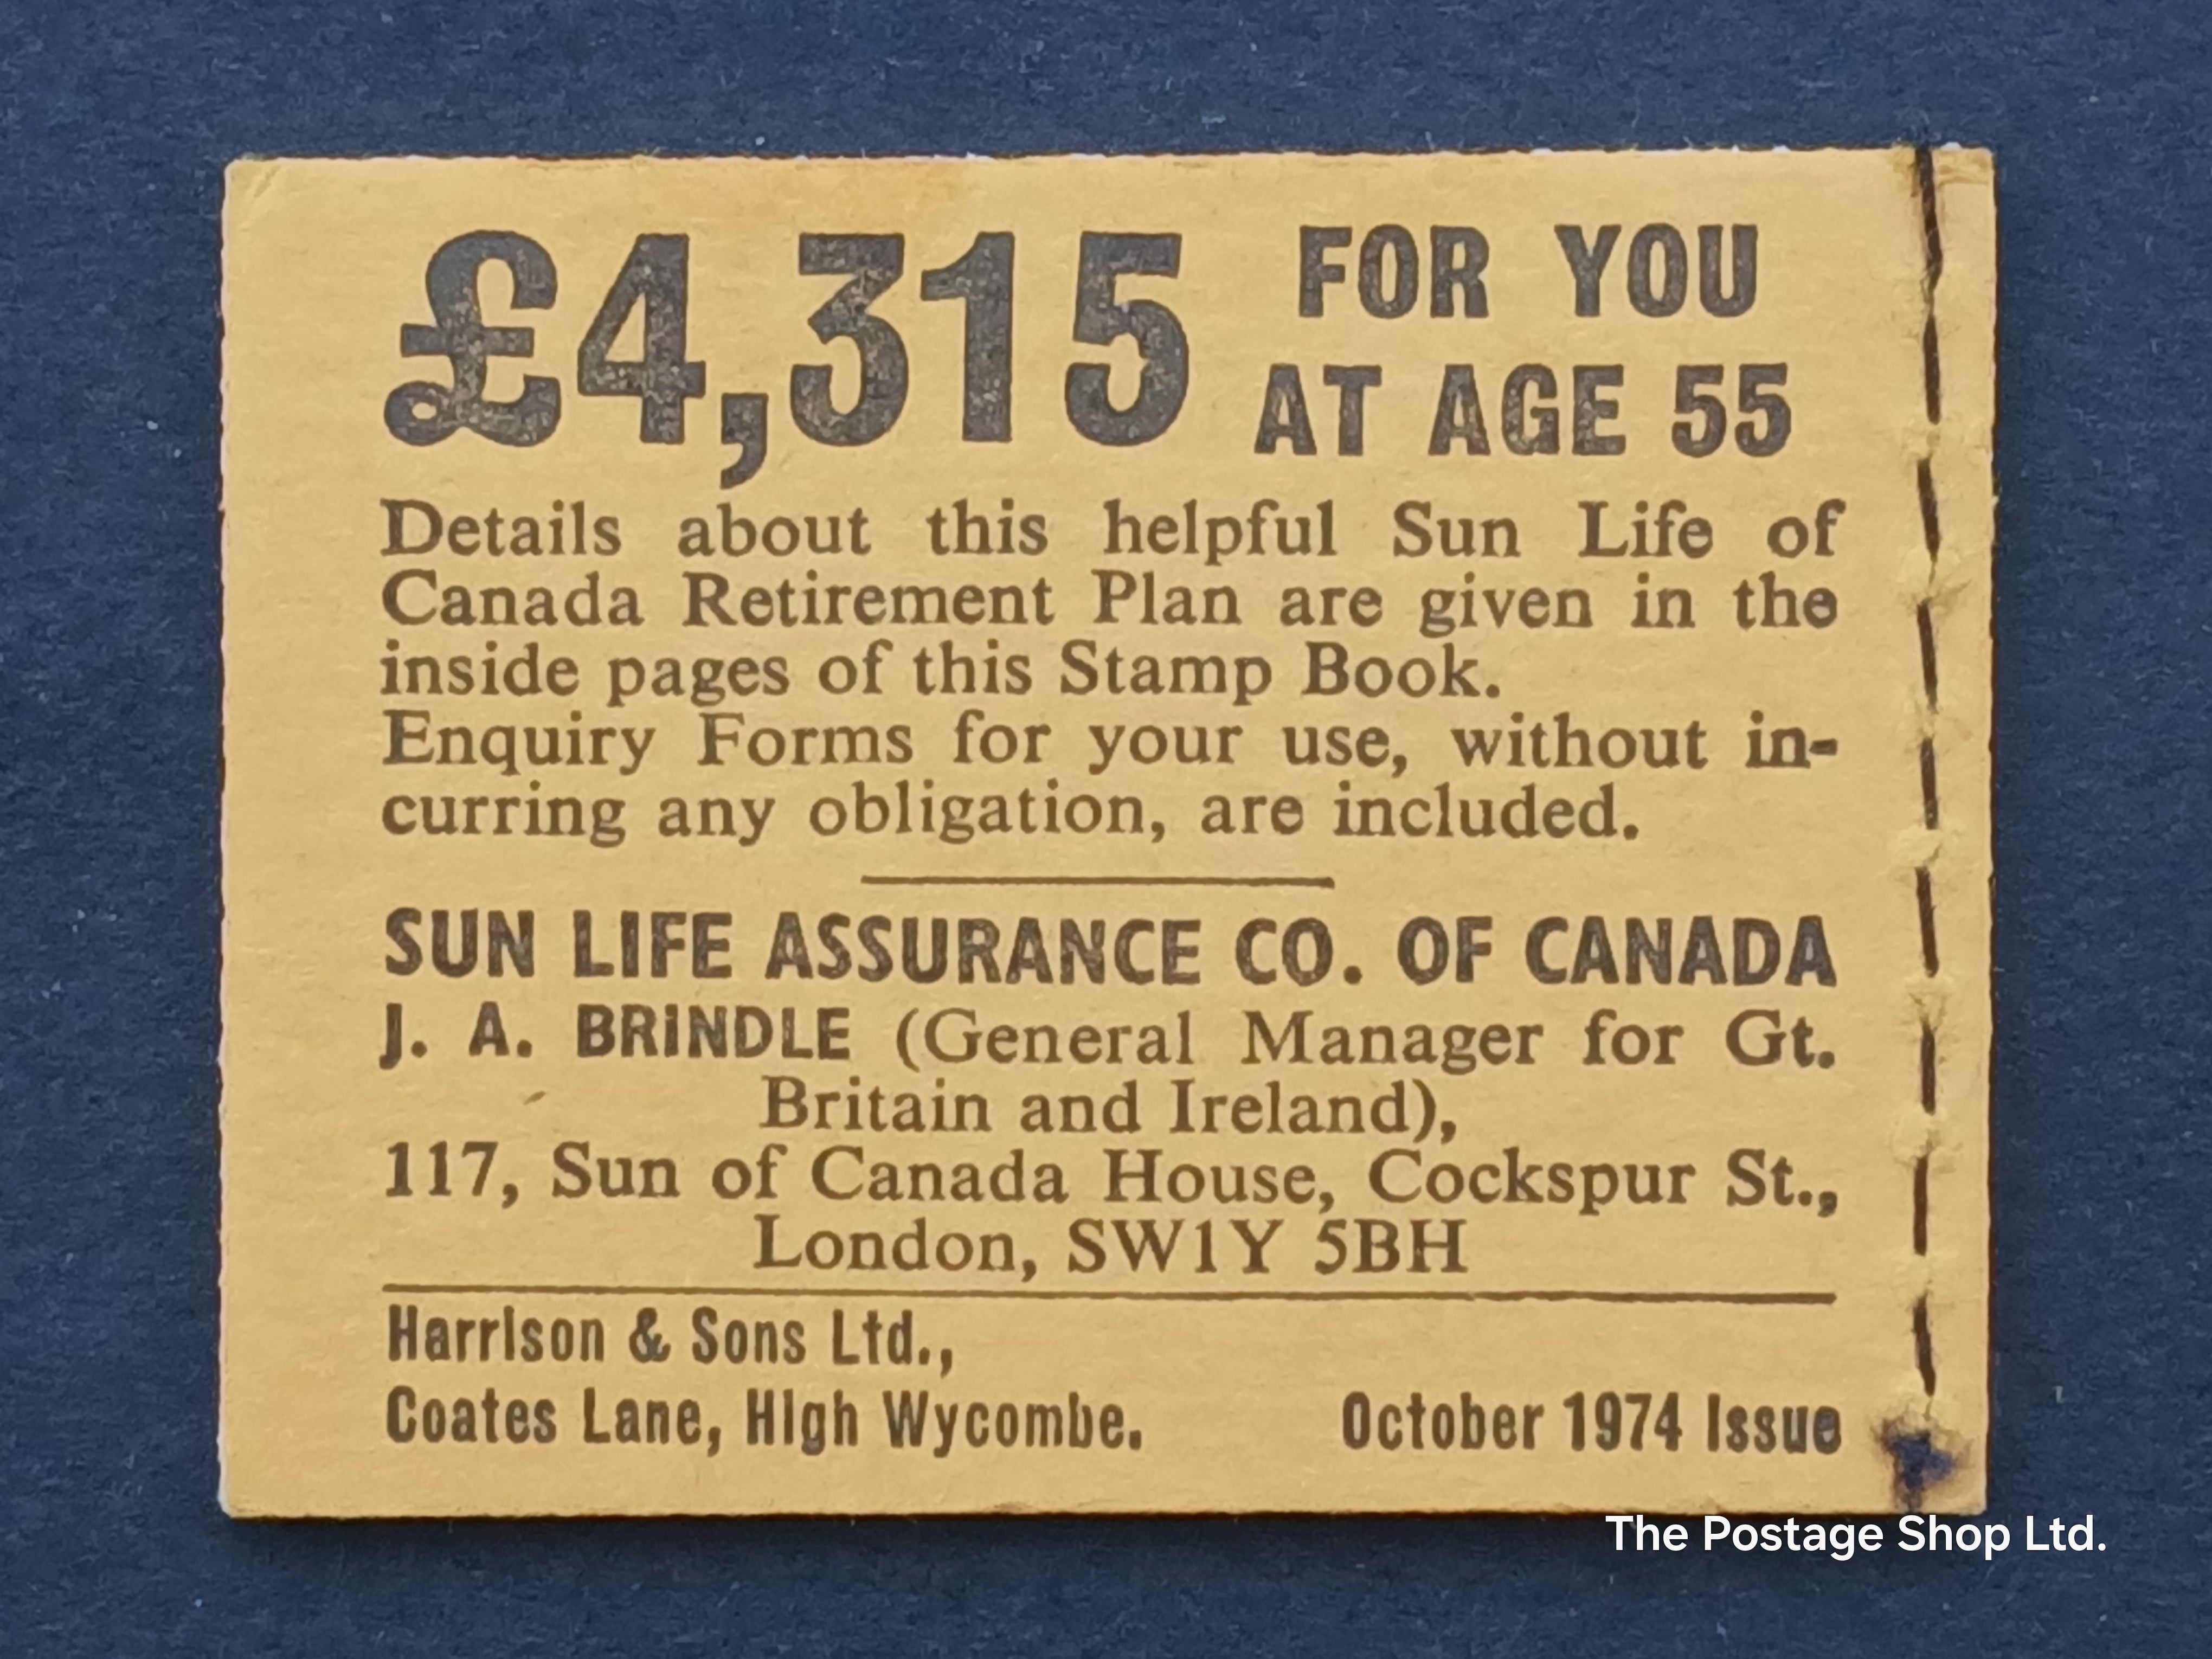 £4,315 FOR YOU
AT AGE 55
Details about this helpful Sun Life of
Canada Retirement Plan are given in the
inside pages of this Stamp Book.
Enquiry Forms for your use, without in-
curring any obligation, are included.
SUN LIFE ASSURANCE CO. OF CANADA
J. A. BRINDLE (General Manager for Gt.
Britain and Ireland),
117, Sun of Canada House, Cockspur St.,
London, SW1Y 5BH
Harrison & Sons Ltd.,
Coates Lane, High Wycombe. October 1974 Issue
The Postage Shop Ltd.